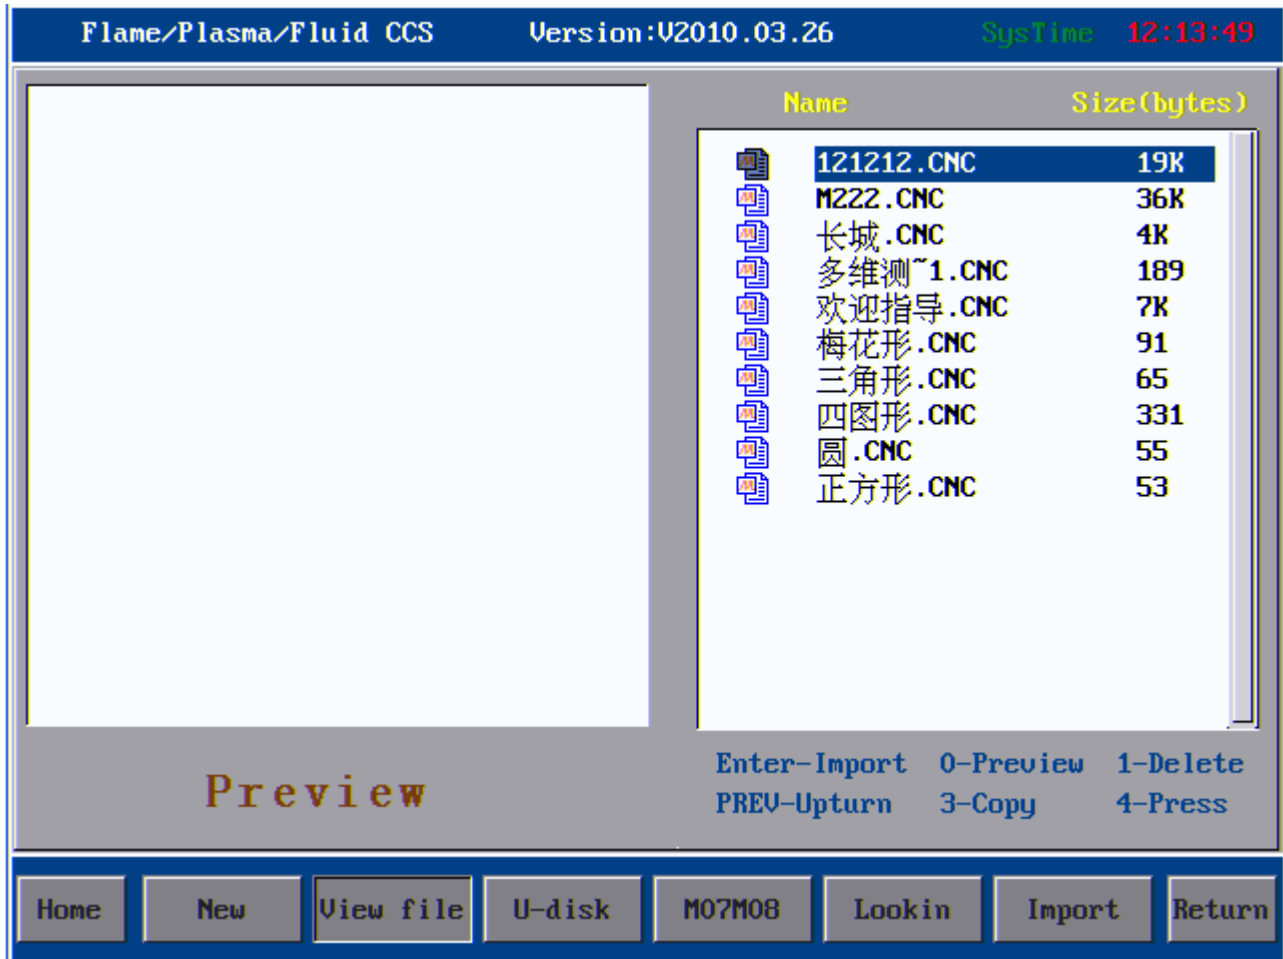 Flame/Plasma/Fluid CCS Version:V2010.03.26 SysTime 12:13:49
Name Size(bytes)
121212.CNC 19K
M222.CNC 36K
长城.CNC 4K
多维测~1.CNC 189
欢迎指导.CNC 7K
梅花形.CNC 91
三角形.CNC 65
四图形.CNC 331
圆.CNC 55
正方形.CNC 53
Enter-Import 0-Preview 1-Delete
PREV-Upturn 3-Copy 4-Press
Preview
Home New View file U-disk M07M08 Lookin Import Return